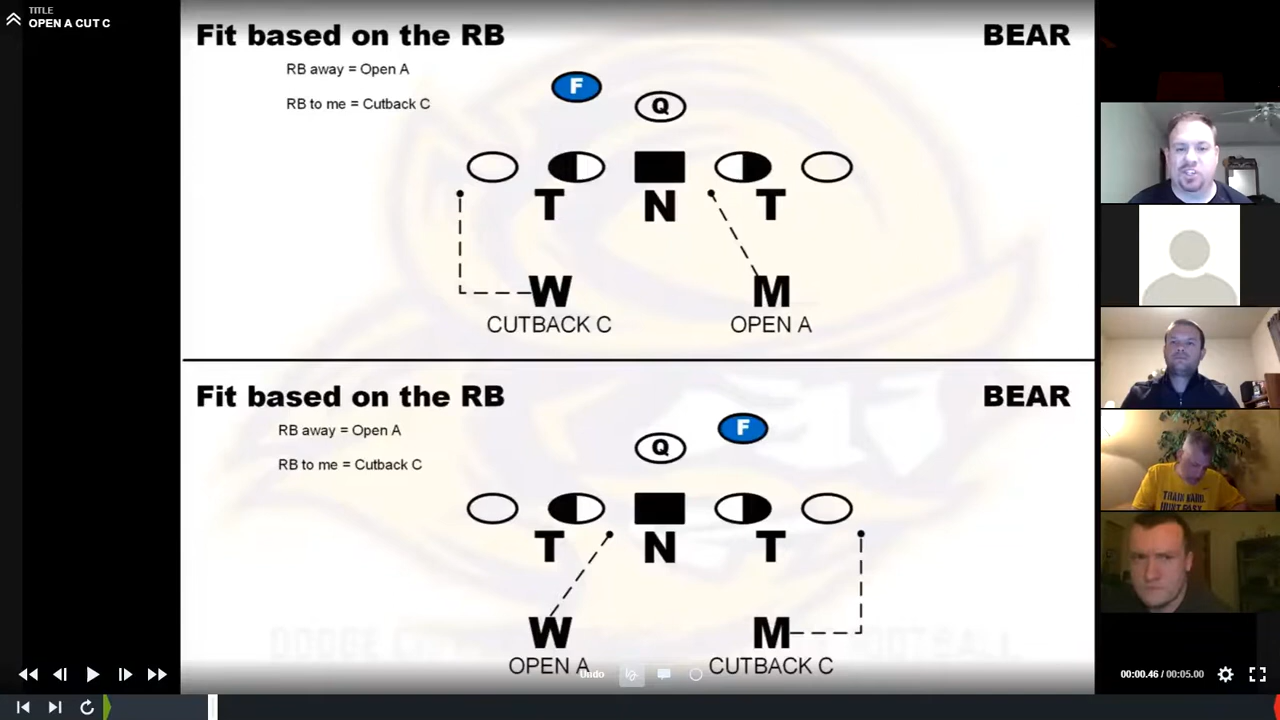 TITLE
OPEN A CUT C
Fit based on the RB
BEAR
RB away = Open A
RB to me = Cutback C
F
Q
T N T
W M
CUTBACK C OPEN A
Fit based on the RB
BEAR
RB away = Open A
RB to me = Cutback C
F
Q
T N T
W M
OPEN A CUTBACK C
Undo
00:00.46 / 00:05.00